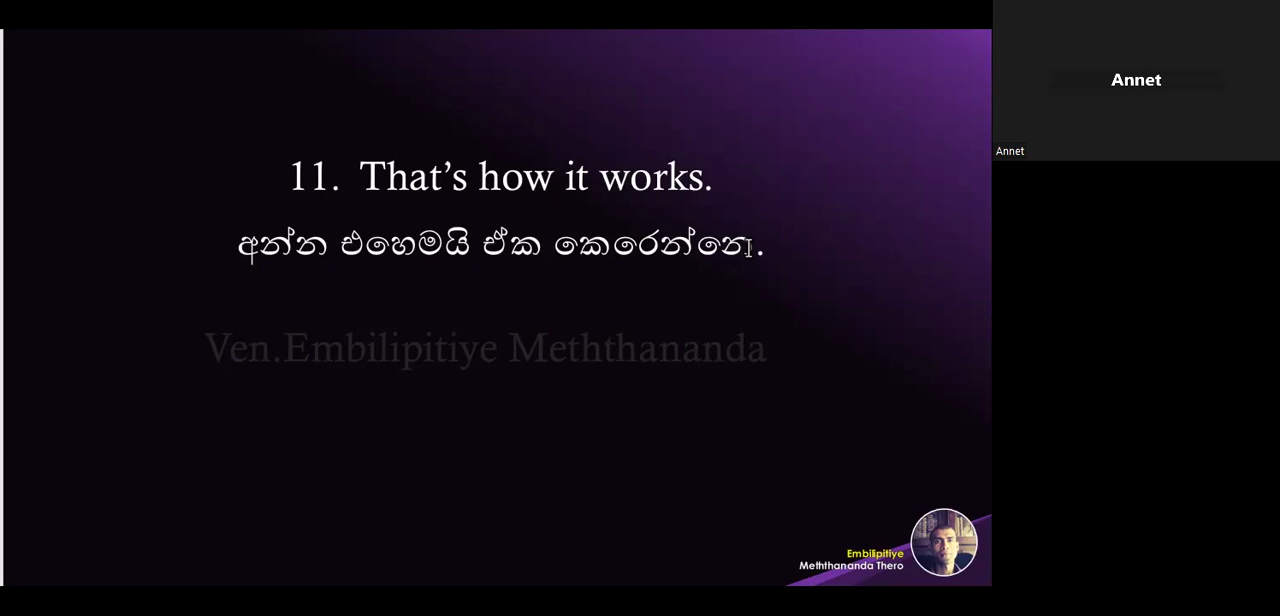 11. That’s how it works.
අන්න එහෙමයි ඒක කෙරෙන්නෙ.
Ven.Embilipitiye Meththananda
Embilipitiye
Meththananda Thero
Annet
Annet